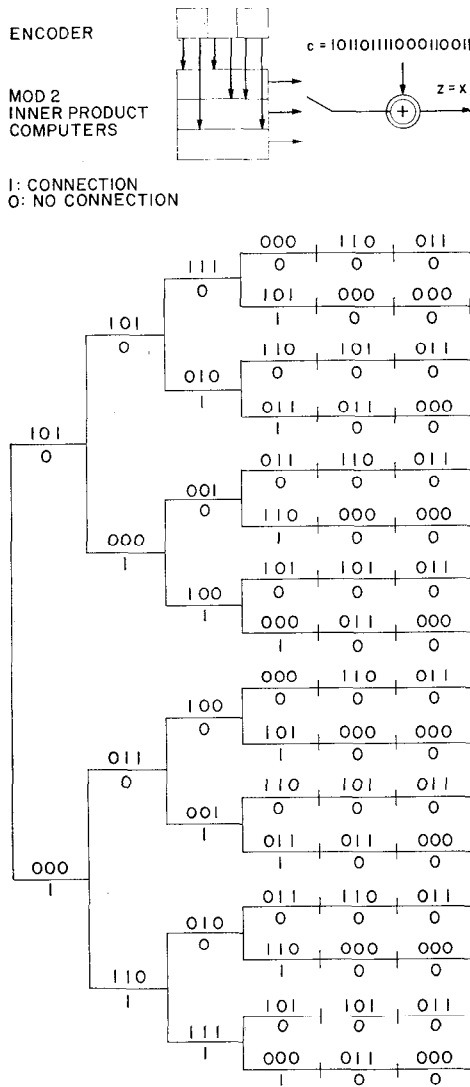 ENCODER
c = 101101111000110011
z = x
MOD 2
INNER PRODUCT
COMPUTERS
+
1: CONNECTION
0: NO CONNECTION
000 110 011
0 0 0
111
0
101 000 000
1 0 0
101
0
110 101 011
0 0 0
010
1
011 011 000
1 0 0
101
0
011 110 011
0 0 0
001
0
110 000 000
1 0 0
000
1
101 101 011
0 0 0
100
1
000 011 000
1 0 0
000 110 011
0 0 0
100
0
101 000 000
1 0 0
011
0
110 101 011
0 0 0
001
1
011 011 000
1 0 0
000
1
011 110 011
0 0 0
010
0
110 000 000
1 0 0
110
1
101 101 011
0 0 0
111
1
000 011 000
1 0 0